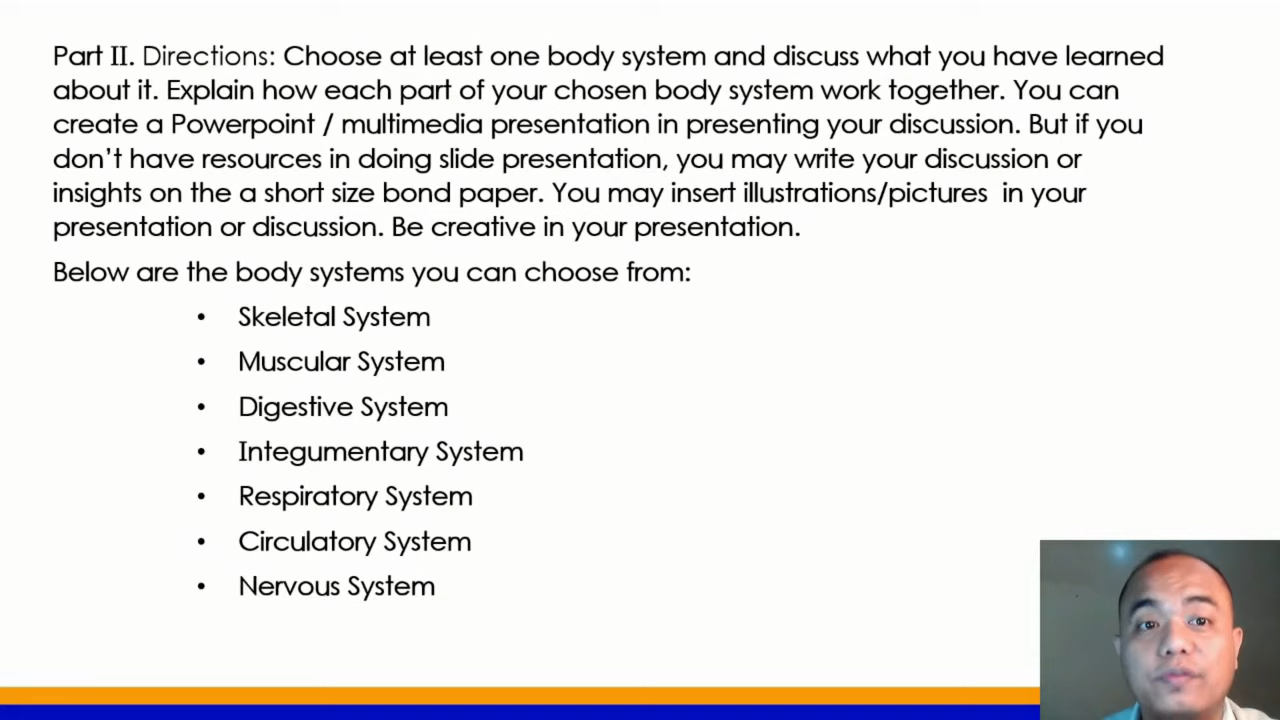 Part II. Directions: Choose at least one body system and discuss what you have learned
about it. Explain how each part of your chosen body system work together. You can
create a Powerpoint / multimedia presentation in presenting your discussion. But if you
don't have resources in doing slide presentation, you may write your discussion or
insights on the a short size bond paper. You may insert illustrations/pictures in your
presentation or discussion. Be creative in your presentation.
Below are the body systems you can choose from:
• Skeletal System
• Muscular System
• Digestive System
• Integumentary System
• Respiratory System
• Circulatory System
• Nervous System